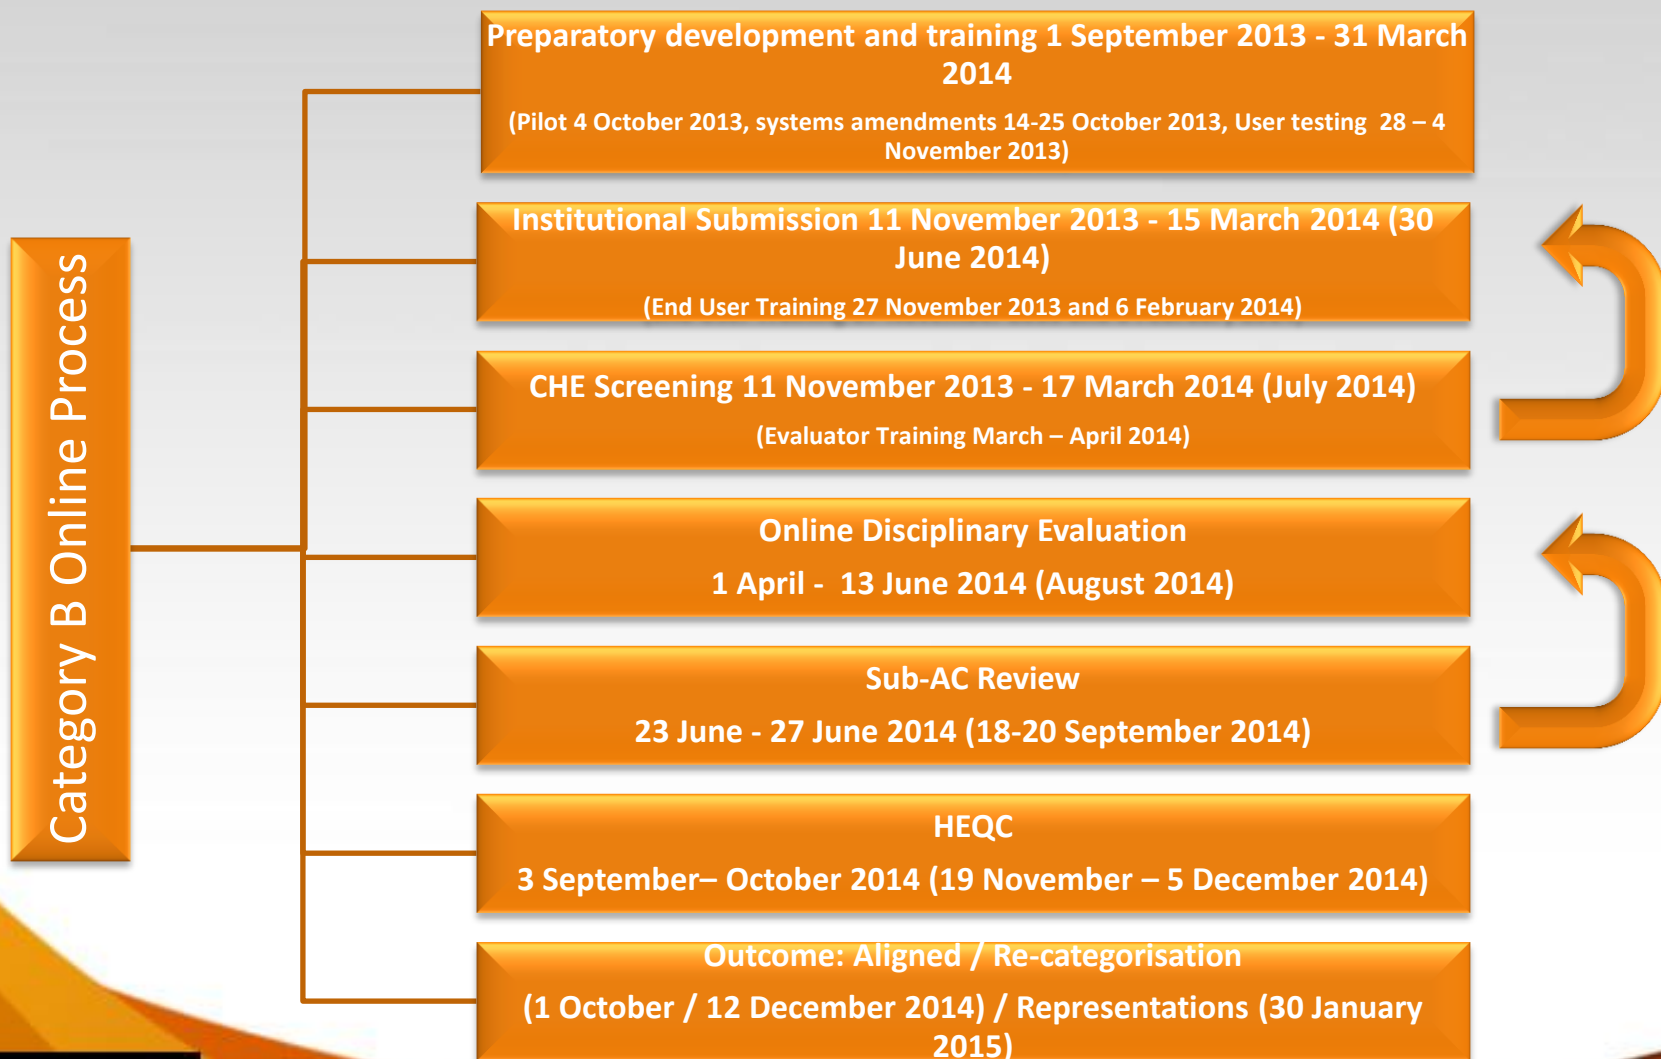 Category B Online Process
Preparatory development and training 1 September 2013 - 31 March
2014
(Pilot 4 October 2013, systems amendments 14-25 October 2013, User testing 28 – 4
November 2013)
Institutional Submission 11 November 2013 - 15 March 2014 (30
June 2014)
(End User Training 27 November 2013 and 6 February 2014)
CHE Screening 11 November 2013 - 17 March 2014 (July 2014)
(Evaluator Training March – April 2014)
Online Disciplinary Evaluation
1 April - 13 June 2014 (August 2014)
Sub-AC Review
23 June - 27 June 2014 (18-20 September 2014)
HEQC
3 September– October 2014 (19 November – 5 December 2014)
Outcome: Aligned / Re-categorisation
(1 October / 12 December 2014) / Representations (30 January
2015)